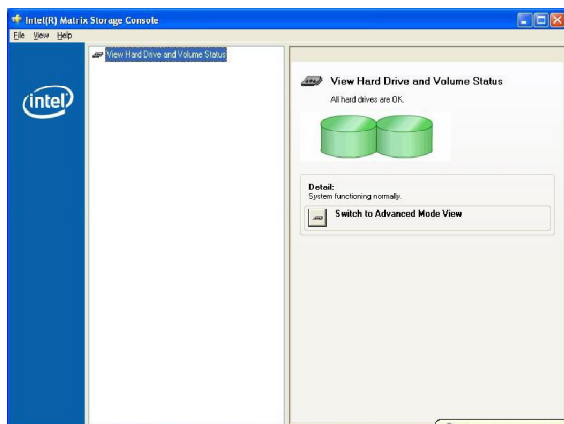 Intel(R) Matrix Storage Console
File View Help
View Hard Drive and Volume Status
intel
View Hard Drive and Volume Status
All hard drives are OK.
Detail:
System functioning normally.
Switch to Advanced Mode View